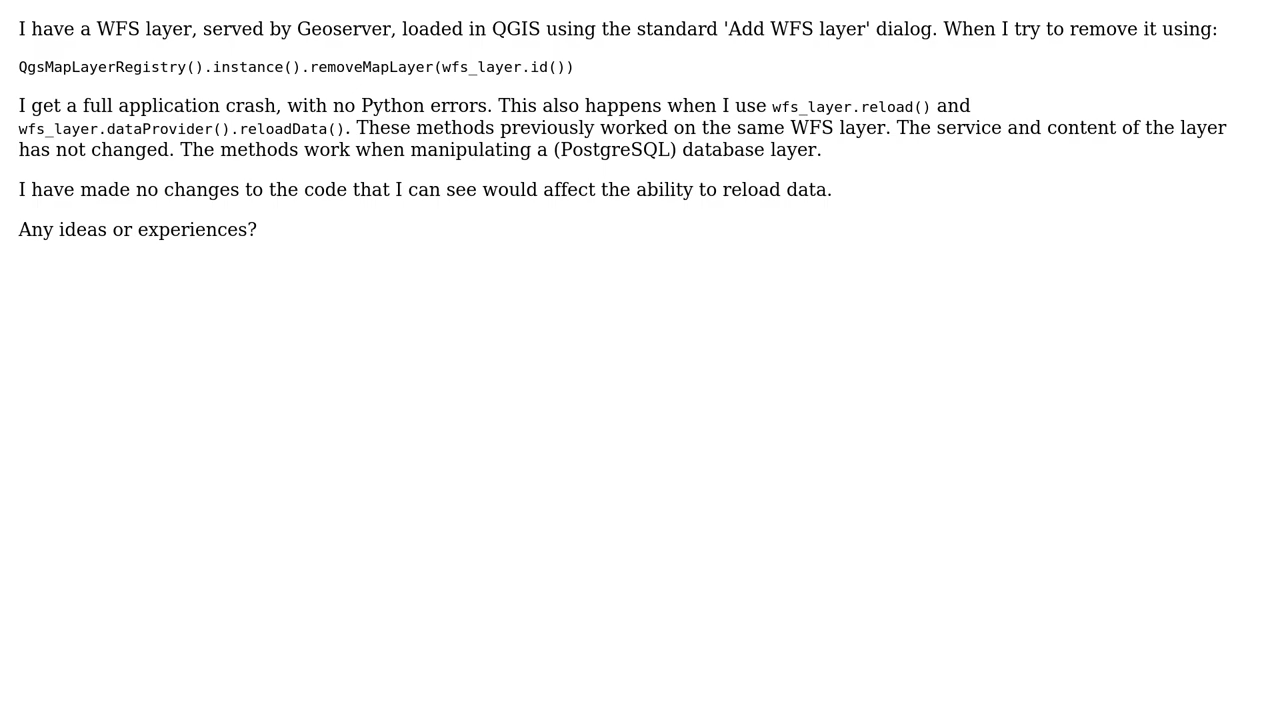 I have a WFS layer, served by Geoserver, loaded in QGIS using the standard 'Add WFS layer' dialog. When I try to remove it using:
QgsMapLayerRegistry().instance().removeMapLayer(wfs_layer.id())
I get a full application crash, with no Python errors. This also happens when I use wfs_layer.reload() and
wfs_layer.dataProvider().reloadData(). These methods previously worked on the same WFS layer. The service and content of the layer
has not changed. The methods work when manipulating a (PostgreSQL) database layer.
I have made no changes to the code that I can see would affect the ability to reload data.
Any ideas or experiences?